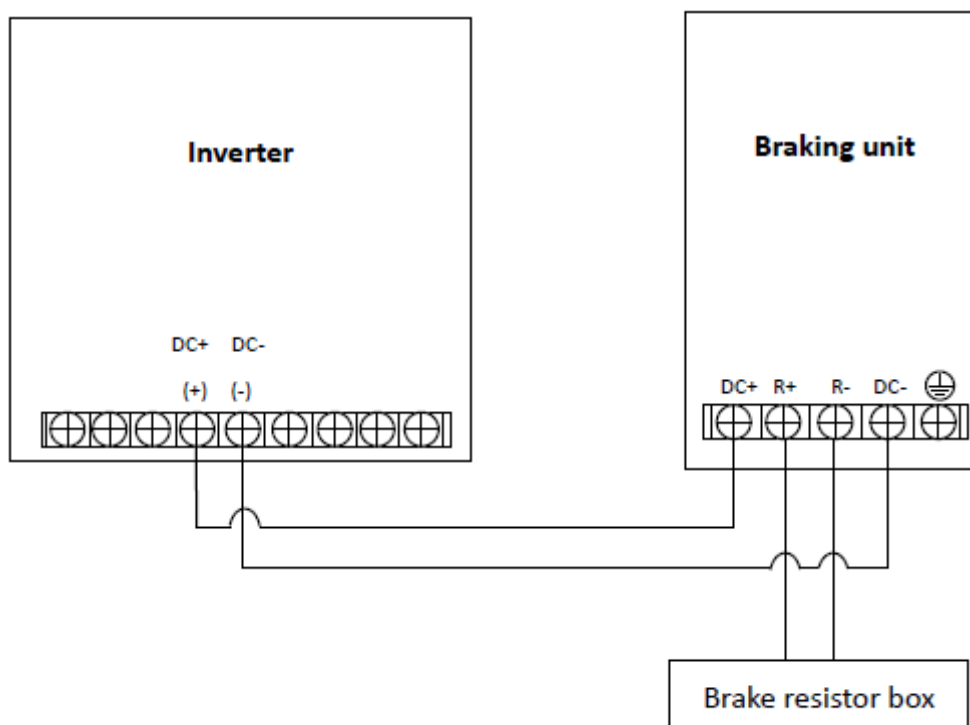 Inverter
Braking unit
DC+ DC-
(+) (-)
DC+ R+ R- DC-
Brake resistor box